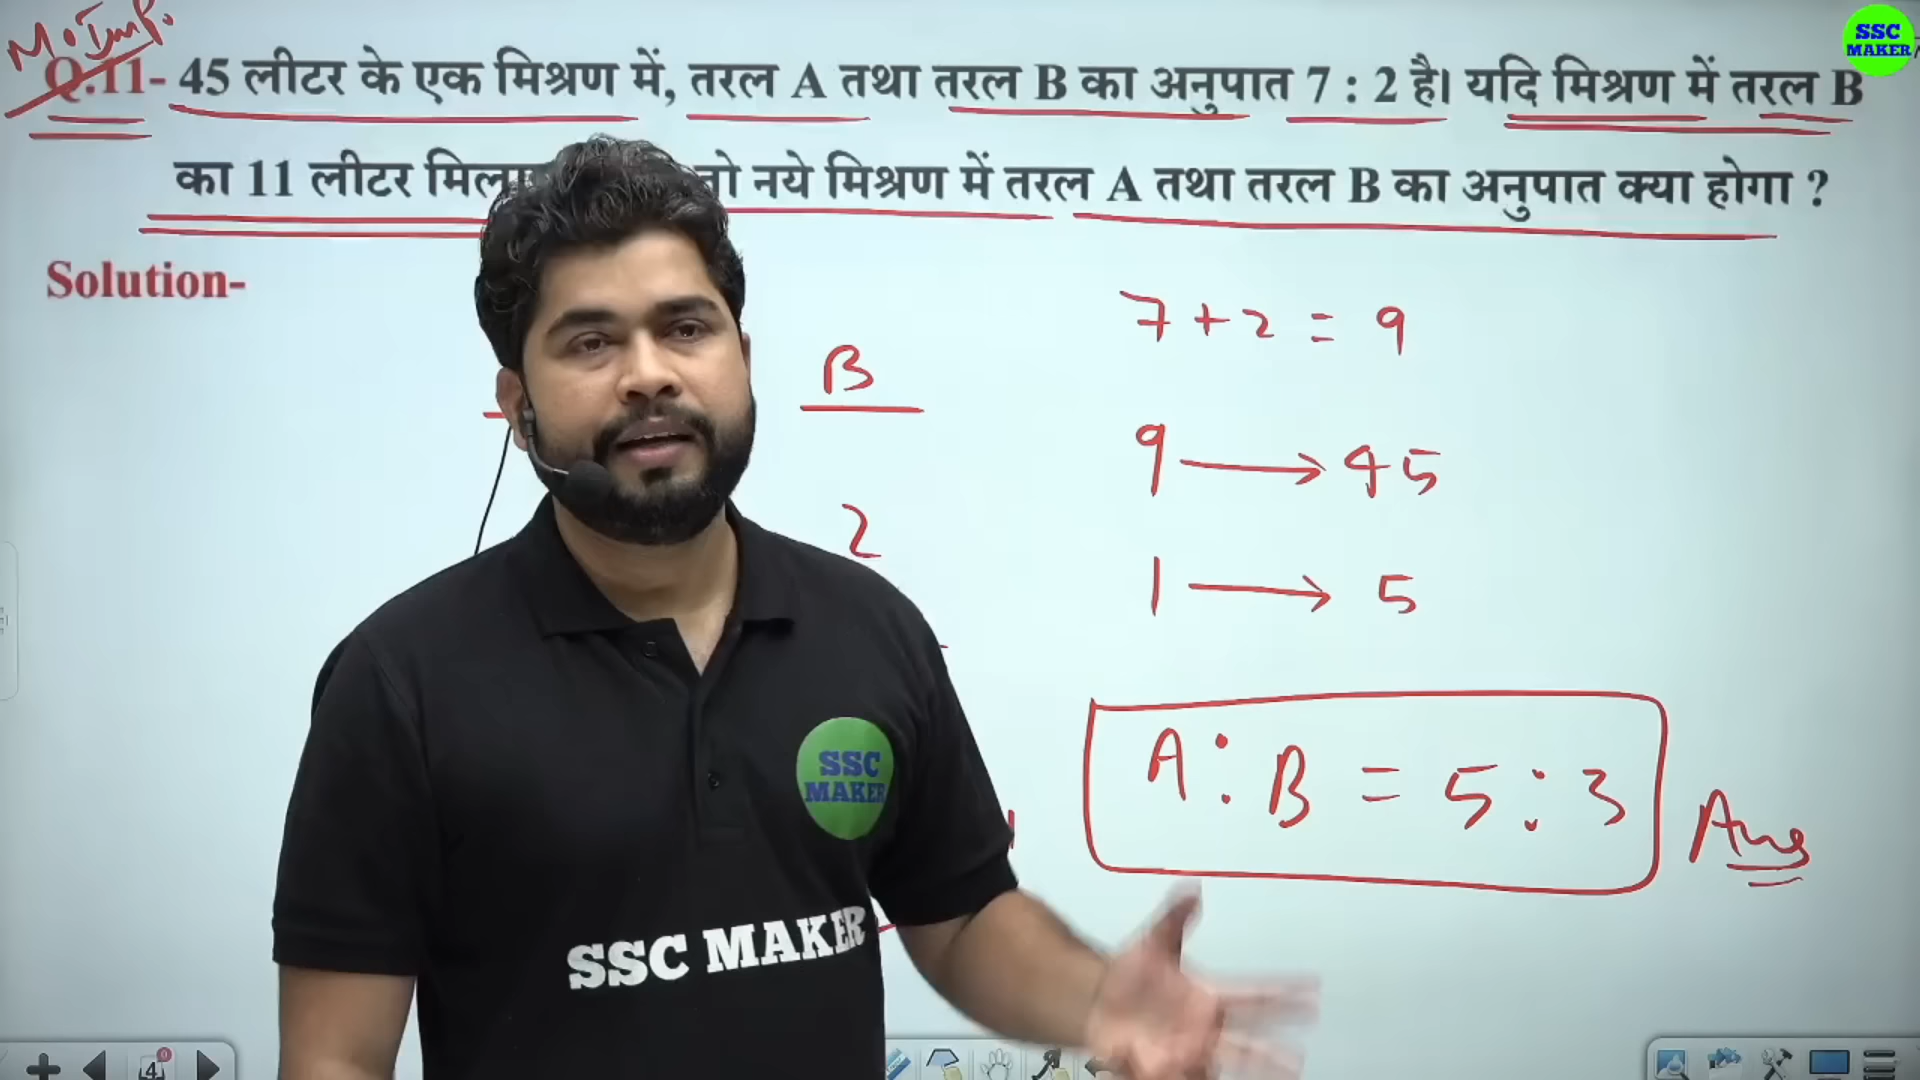 M. Imp.
SSC
MAKER
Q.11- 45 लीटर के एक मिश्रण में, तरल A तथा तरल B का अनुपात 7 : 2 है। यदि मिश्रण में तरल B
का 11 लीटर तो नये मिश्रण में तरल A तथा तरल B का अनुपात क्या होगा ?
Solution-
7 + 2 = 9
B
9 → 45
2
1 → 5
A : B = 5 : 3
Ans
SSC
MAKER
SSC MAKER
4
0